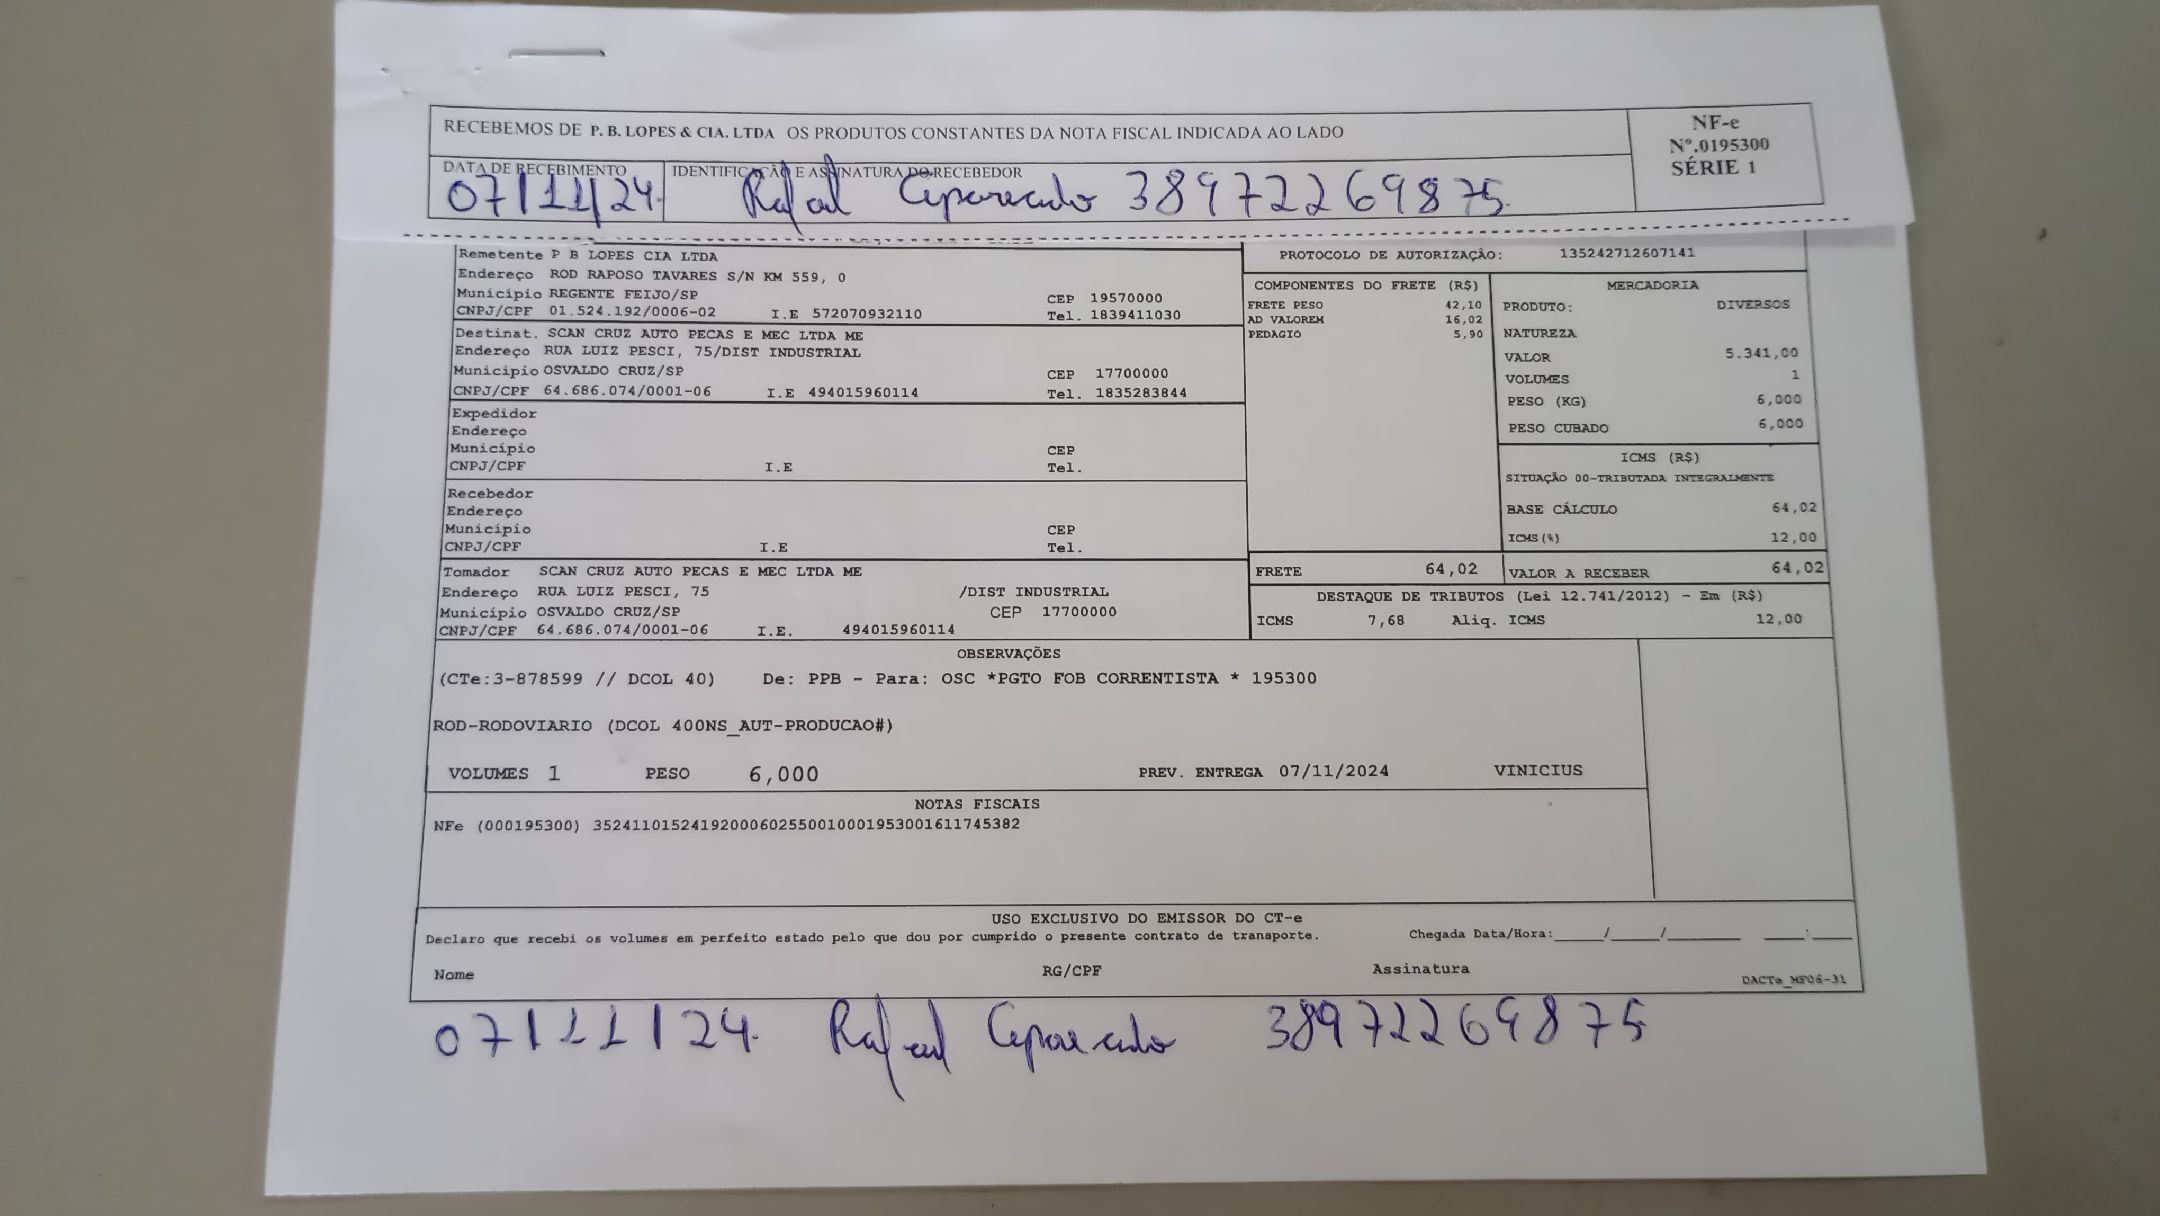 RECEBEMOS DE P. B. LOPES & CIA. LTDA OS PRODUTOS CONSTANTES DA NOTA FISCAL INDICADA AO LADO
NF-e
Nº.0195300
SÉRIE 1
DATA DE RECEBIMENTO
IDENTIFICAÇÃO E ASSINATURA DO RECEBEDOR
07/11/24. Rafael Aparecido 38972269875
Remetente P B LOPES CIA LTDA
Endereço ROD RAPOSO TAVARES S/N KM 559, 0
Município REGENTE FEIJO/SP CEP 19570000
CNPJ/CPF 01.524.192/0006-02 I.E 572070932110 Tel. 1839411030
Destinat. SCAN CRUZ AUTO PECAS E MEC LTDA ME
Endereço RUA LUIZ PESCI, 75/DIST INDUSTRIAL
Município OSVALDO CRUZ/SP CEP 17700000
CNPJ/CPF 64.686.074/0001-06 I.E 494015960114 Tel. 1835283844
Expedidor
Endereço
Município CEP
CNPJ/CPF I.E Tel.
Recebedor
Endereço
Município CEP
CNPJ/CPF I.E Tel.
Tomador SCAN CRUZ AUTO PECAS E MEC LTDA ME
Endereço RUA LUIZ PESCI, 75 /DIST INDUSTRIAL
Município OSVALDO CRUZ/SP CEP 17700000
CNPJ/CPF 64.686.074/0001-06 I.E. 494015960114
PROTOCOLO DE AUTORIZAÇÃO: 135242712607141
COMPONENTES DO FRETE (R$)
FRETE PESO 42,10
AD VALOREM 16,02
PEDAGIO 5,90
MERCADORIA
PRODUTO: DIVERSOS
NATUREZA
VALOR 5.341,00
VOLUMES 1
PESO (KG) 6,000
PESO CUBADO 6,000
ICMS (R$)
SITUAÇÃO 00-TRIBUTADA INTEGRALMENTE
BASE CÁLCULO 64,02
ICMS(%) 12,00
FRETE 64,02 VALOR A RECEBER 64,02
DESTAQUE DE TRIBUTOS (Lei 12.741/2012) - Em (R$)
ICMS 7,68 Aliq. ICMS 12,00
OBSERVAÇÕES
(CTe:3-878599 // DCOL 40) De: PPB - Para: OSC *PGTO FOB CORRENTISTA * 195300
ROD-RODOVIARIO (DCOL 400NS_AUT-PRODUCAO#)
VOLUMES 1 PESO 6,000 PREV. ENTREGA 07/11/2024 VINICIUS
NOTAS FISCAIS
NFe (000195300) 35241101524192000602550010001953001611745382
USO EXCLUSIVO DO EMISSOR DO CT-e
Declaro que recebi os volumes em perfeito estado pelo que dou por cumprido o presente contrato de transporte. Chegada Data/Hora:_____/_____/________ ____:____
Nome RG/CPF Assinatura
DACTe_MF06-31
07/11/24. Rafael Aparecido 38972269875